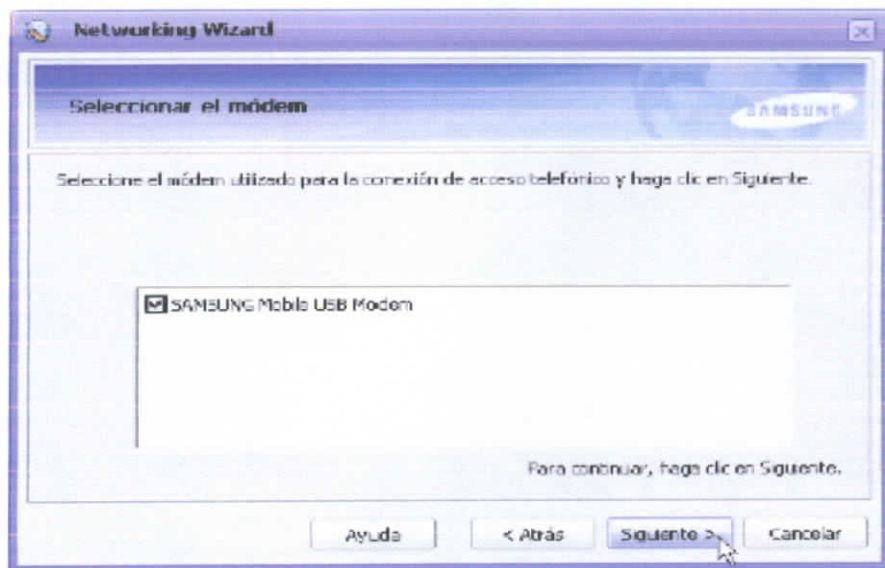 Networking Wizard
Seleccionar el módem
SAMSUNG
Seleccione el módem utilizado para la conexión de acceso telefónico y haga clic en Siguiente.
SAMSUNG Mobile USB Modem
Para continuar, haga clic en Siguiente.
Ayuda
< Atrás
Siguiente >
Cancelar